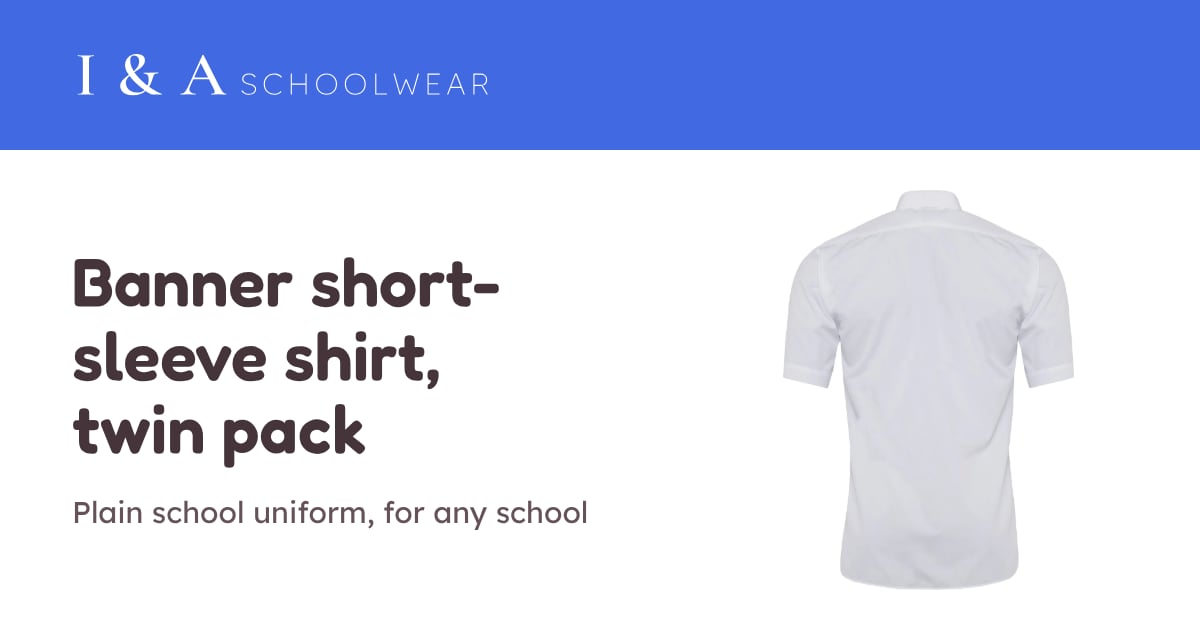 I & A SCHOOLWEAR
Banner short-
sleeve shirt,
twin pack
Plain school uniform, for any school